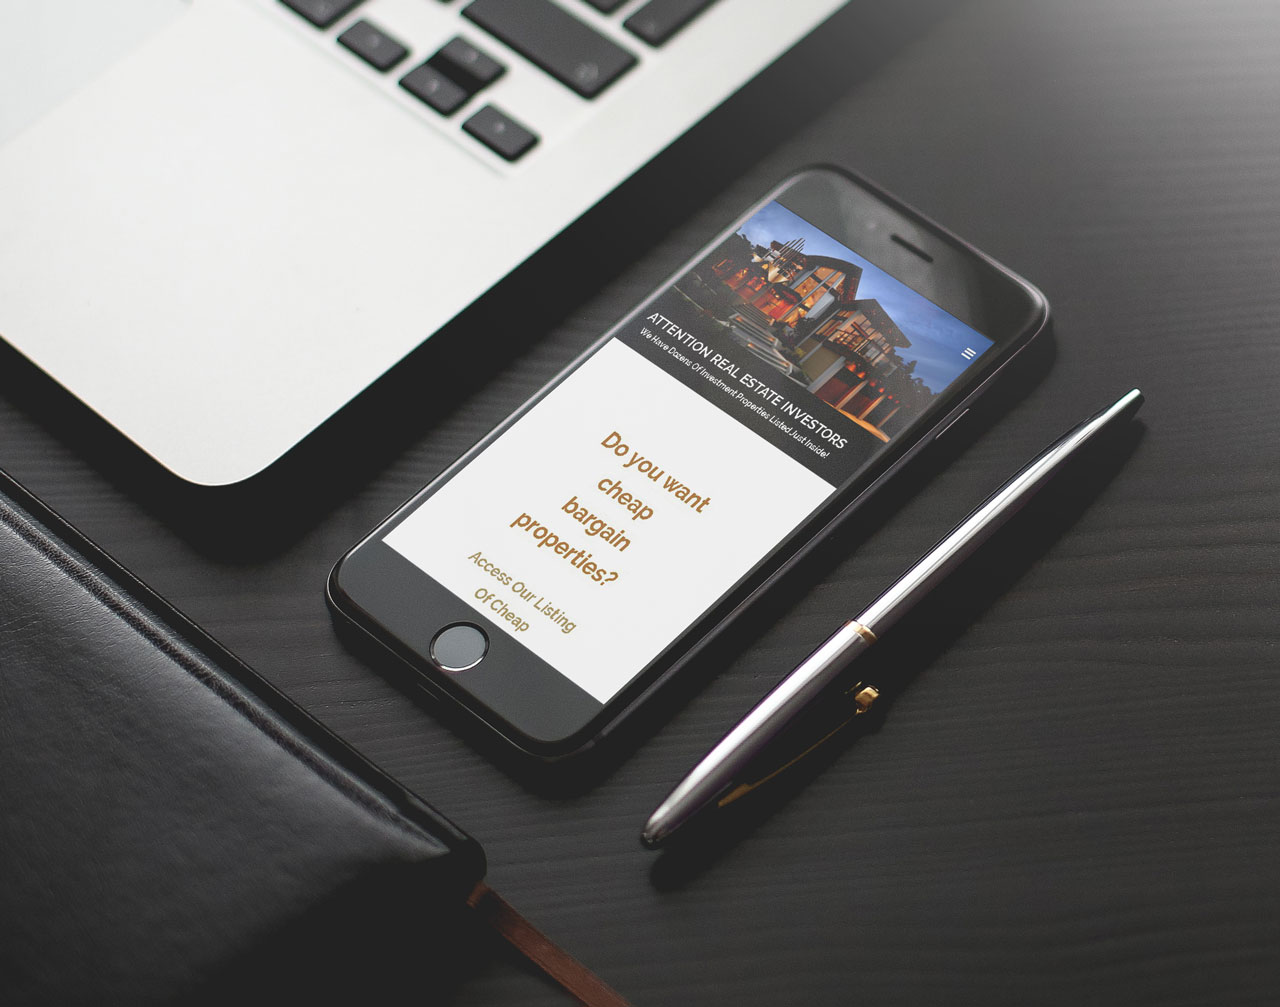 ATTENTION REAL ESTATE INVESTORS
We Have Dozens Of Investment Properties Listed Just Inside!
Do you want
cheap
bargain
properties?
Access Our Listing
Of Cheap